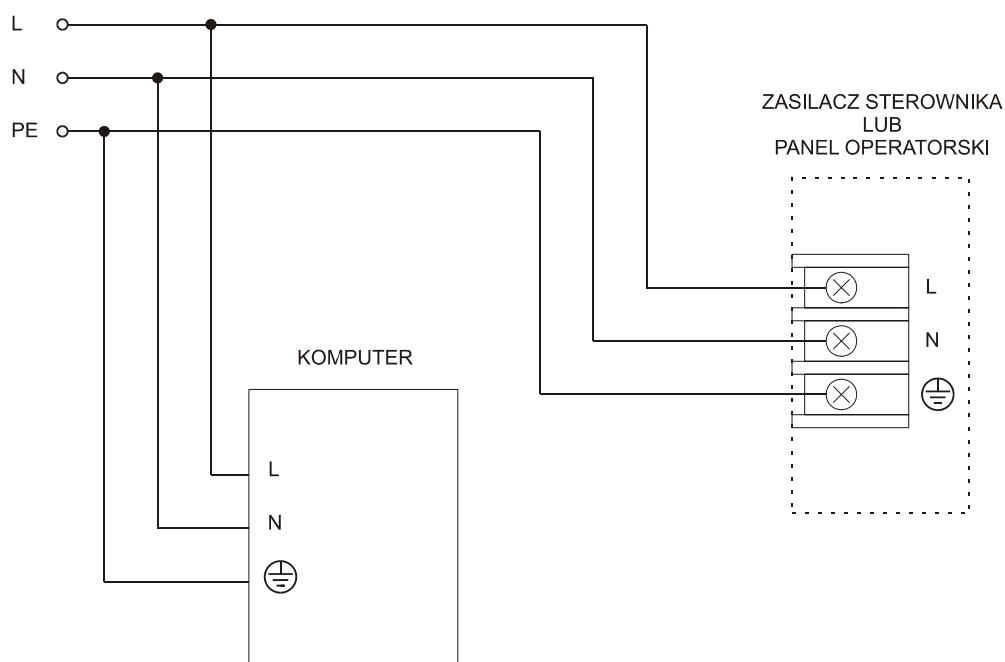 L
N
PE
ZASILACZ STEROWNIKA
LUB
PANEL OPERATORSKI
L
N
KOMPUTER
L
N